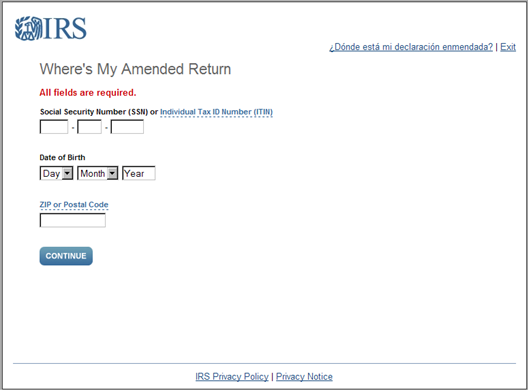 IRS
¿Dónde está mi declaración enmendada? | Exit
Where's My Amended Return
All fields are required.
Social Security Number (SSN) or Individual Tax ID Number (ITIN)
- -
Date of Birth
Day Month Year
ZIP or Postal Code
CONTINUE
IRS Privacy Policy | Privacy Notice